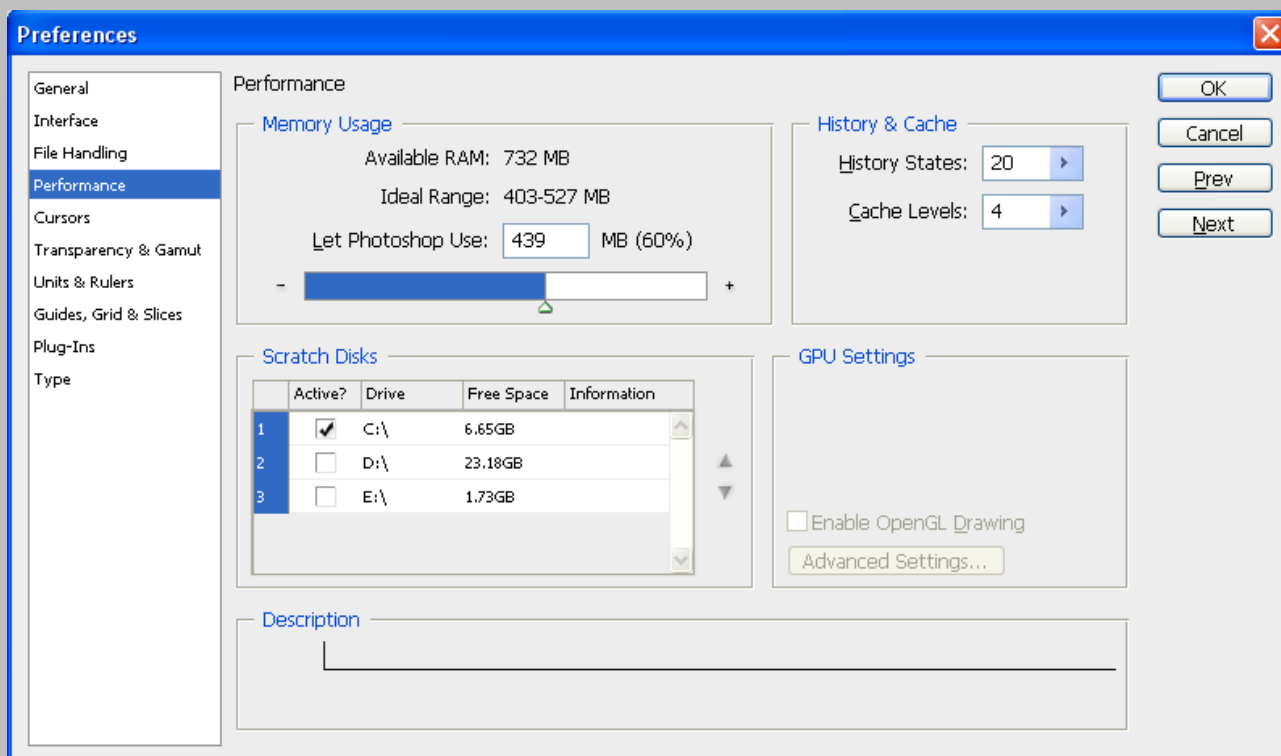 Preferences
General
Interface
File Handling
Performance
Cursors
Transparency & Gamut
Units & Rulers
Guides, Grid & Slices
Plug-Ins
Type
Performance
Memory Usage
Available RAM: 732 MB
Ideal Range: 403-527 MB
Let Photoshop Use: 439 MB (60%)
- +
History & Cache
History States: 20
Cache Levels: 4
OK
Cancel
Prev
Next
Scratch Disks
Active? Drive Free Space Information
1 C:\ 6.65GB
2 D:\ 23.18GB
3 E:\ 1.73GB
GPU Settings
Enable OpenGL Drawing
Advanced Settings...
Description